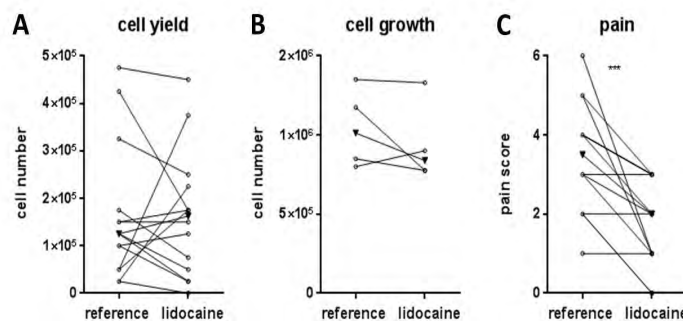 A
cell yield
cell number
5×10⁵
4×10⁵
3×10⁵
2×10⁵
1×10⁵
0
reference lidocaine
B
cell growth
cell number
2×10⁶
1×10⁶
5×10⁵
0
reference lidocaine
C
pain
pain score
6
4
2
0
***
reference lidocaine